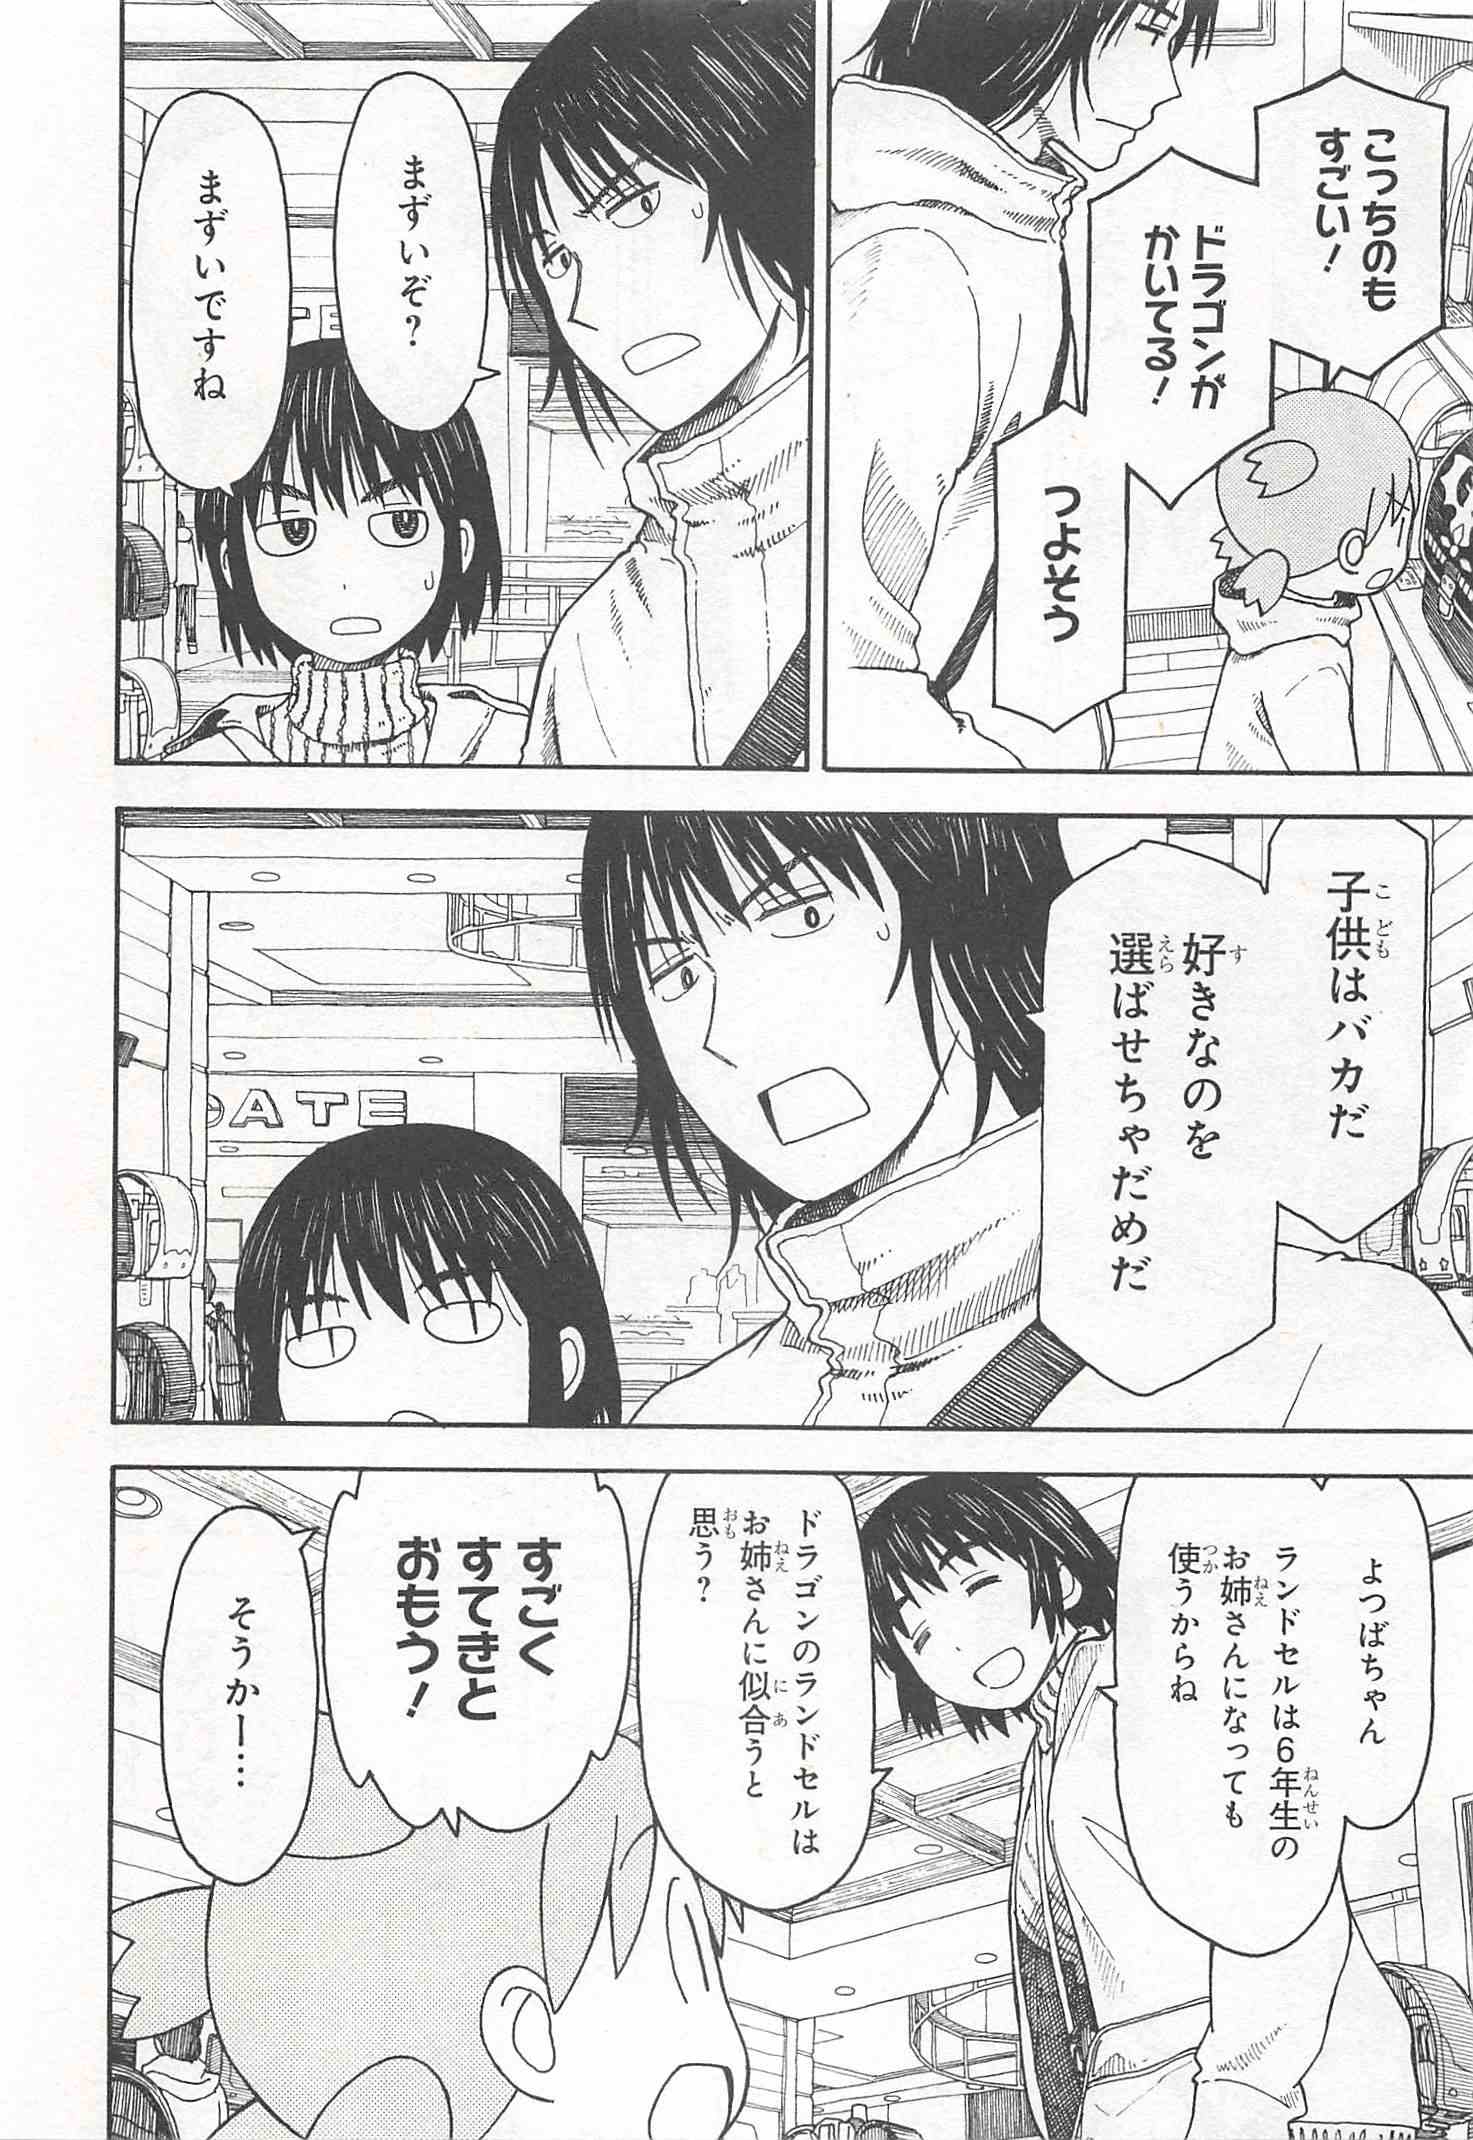 こっちのも
すごい！
ドラゴンが
かいてる！
つよそう
まずいぞ？
まずいですね
子供はバカだ
好きなのを
選ばせちゃだめだ
ATE
よつばちゃん
ランドセルは6年生の
お姉さんになっても
使うからね
ドラゴンのランドセルは
お姉さんに似合うと
思う？
すごく
すてきと
おもう！
そうかー…